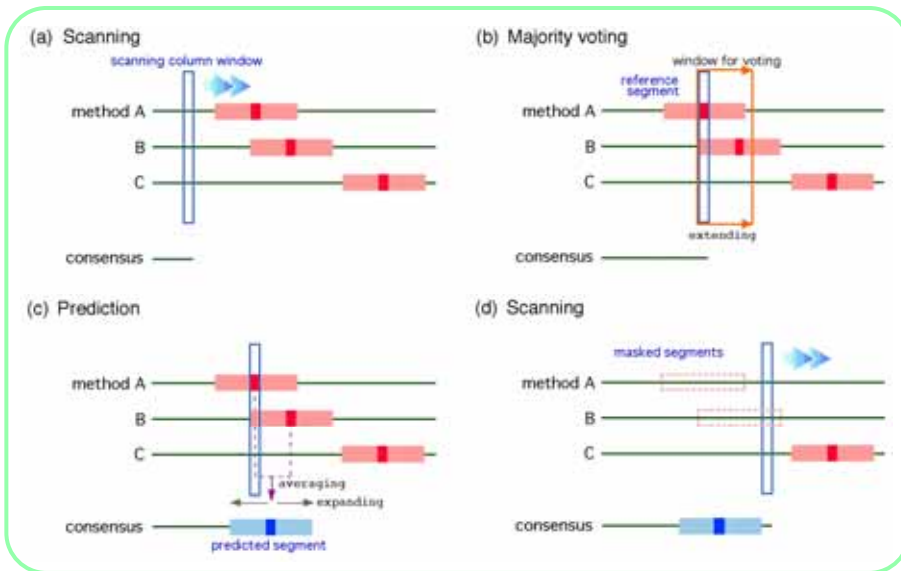 (a) Scanning
scanning column window
method A
B
C
consensus
(b) Majority voting
window for voting
reference
segment
method A
B
C
extending
consensus
(c) Prediction
method A
B
C
averaging
expanding
consensus
predicted segment
(d) Scanning
masked segments
method A
B
C
consensus